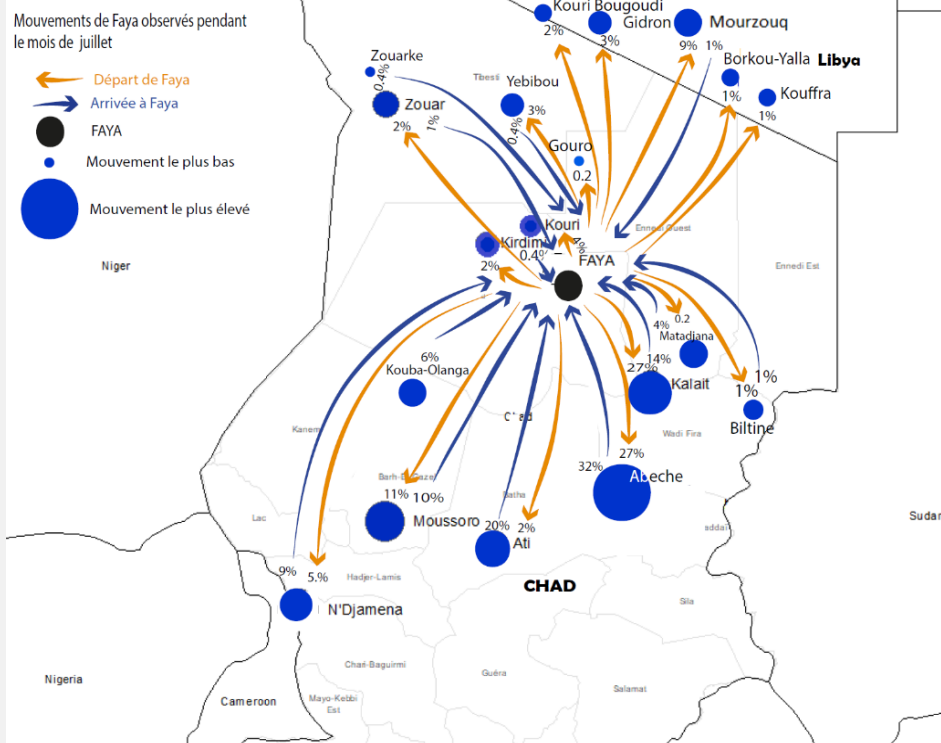 Mouvements de Faya observés pendant
le mois de juillet
Départ de Faya
Arrivée à Faya
FAYA
Mouvement le plus bas
Mouvement le plus élevé
Kouri Bougoudi
2%
3%
Gidron
Mourzouq
9%
1%
Borkou-Yalla
Libya
1%
Kouffra
1%
Zouarke
0.4%
Zouar
2%
1%
Tibesti
Yebibou
3%
0.4%
Gouro
0.2
Kouri
4%
Kirdim
0.4%
2%
FAYA
Ennedi Ouest
Ennedi Est
Niger
4%
0.2
Matadjana
6%
Kouba-Olanga
27%
14%
Kalait
1%
1%
Biltine
Kanem
Wadi Fira
27%
32%
Abeche
11%
10%
Moussoro
Batha
20%
2%
Ati
Lac
Sudan
9%
5.%
Hadjer-Lamis
CHAD
N'Djamena
Sila
Chari-Baguirmi
Guéra
Salamat
Nigeria
Cameroon
Mayo-Kebbi
Est